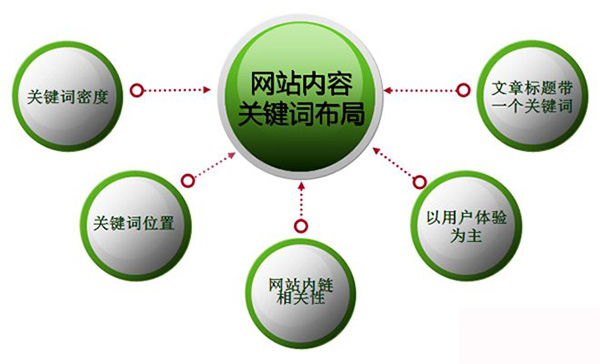 网站内容
关键词布局
关键词密度
文章标题带
一个关键词
关键词位置
以用户体验
为主
网站内链
相关性